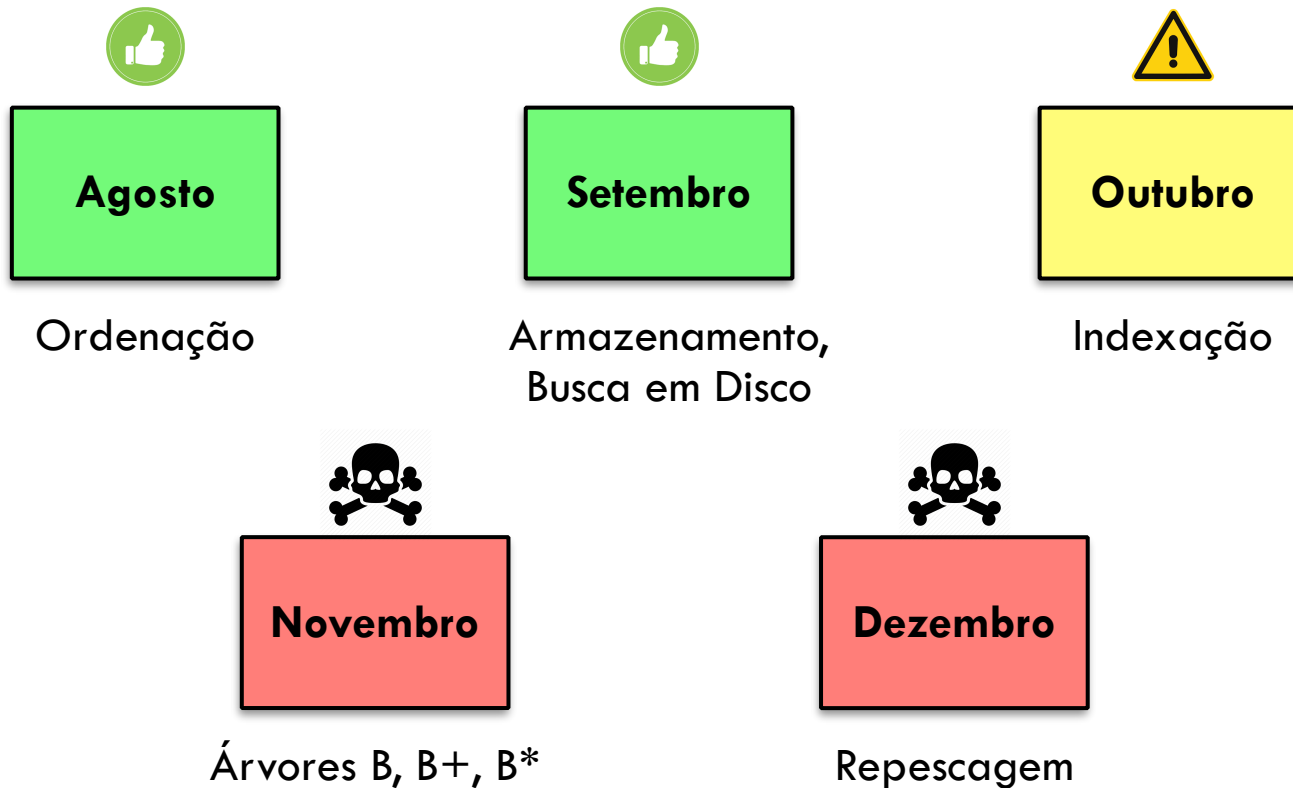 Agosto
Setembro
Outubro
Ordenação
Armazenamento,
Busca em Disco
Indexação
Novembro
Dezembro
Árvores B, B+, B*
Repescagem